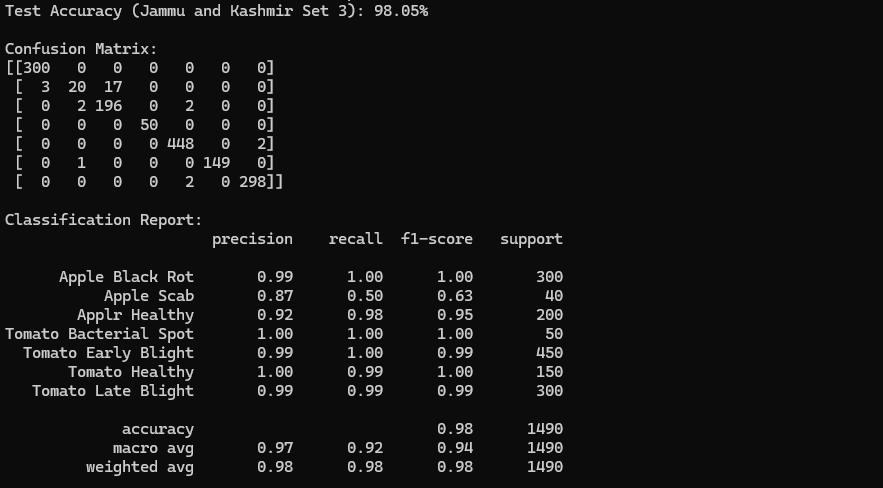 Test Accuracy (Jammu and Kashmir Set 3): 98.05%
Confusion Matrix:
[[300   0   0   0   0   0   0]
 [  3  20  17   0   0   0   0]
 [  0   2 196   0   2   0   0]
 [  0   0   0  50   0   0   0]
 [  0   0   0   0 448   0   2]
 [  0   1   0   0   0 149   0]
 [  0   0   0   0   2   0 298]]
Classification Report:
precision    recall  f1-score   support
Apple Black Rot       0.99      1.00      1.00       300
Apple Scab       0.87      0.50      0.63        40
Applr Healthy       0.92      0.98      0.95       200
Tomato Bacterial Spot       1.00      1.00      1.00        50
Tomato Early Blight       0.99      1.00      0.99       450
Tomato Healthy       1.00      0.99      1.00       150
Tomato Late Blight       0.99      0.99      0.99       300
accuracy                           0.98      1490
macro avg       0.97      0.92      0.94      1490
weighted avg       0.98      0.98      0.98      1490